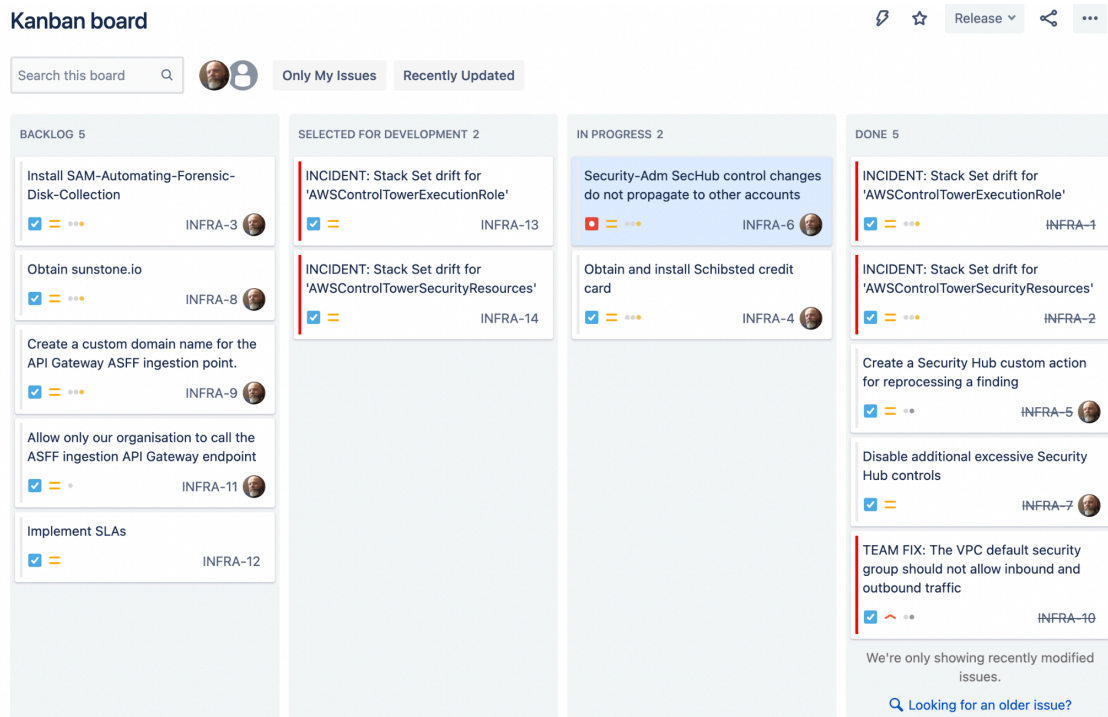 Kanban board
Release
Search this board
Only My Issues
Recently Updated
BACKLOG 5
Install SAM-Automating-Forensic-
Disk-Collection
INFRA-3
Obtain sunstone.io
INFRA-8
Create a custom domain name for the
API Gateway ASFF ingestion point.
INFRA-9
Allow only our organisation to call the
ASFF ingestion API Gateway endpoint
INFRA-11
Implement SLAs
INFRA-12
SELECTED FOR DEVELOPMENT 2
INCIDENT: Stack Set drift for
'AWSControlTowerExecutionRole'
INFRA-13
INCIDENT: Stack Set drift for
'AWSControlTowerSecurityResources'
INFRA-14
IN PROGRESS 2
Security-Adm SecHub control changes
do not propagate to other accounts
INFRA-6
Obtain and install Schibsted credit
card
INFRA-4
DONE 5
INCIDENT: Stack Set drift for
'AWSControlTowerExecutionRole'
INFRA-1
INCIDENT: Stack Set drift for
'AWSControlTowerSecurityResources'
INFRA-2
Create a Security Hub custom action
for reprocessing a finding
INFRA-5
Disable additional excessive Security
Hub controls
INFRA-7
TEAM FIX: The VPC default security
group should not allow inbound and
outbound traffic
INFRA-10
We're only showing recently modified
issues.
Looking for an older issue?